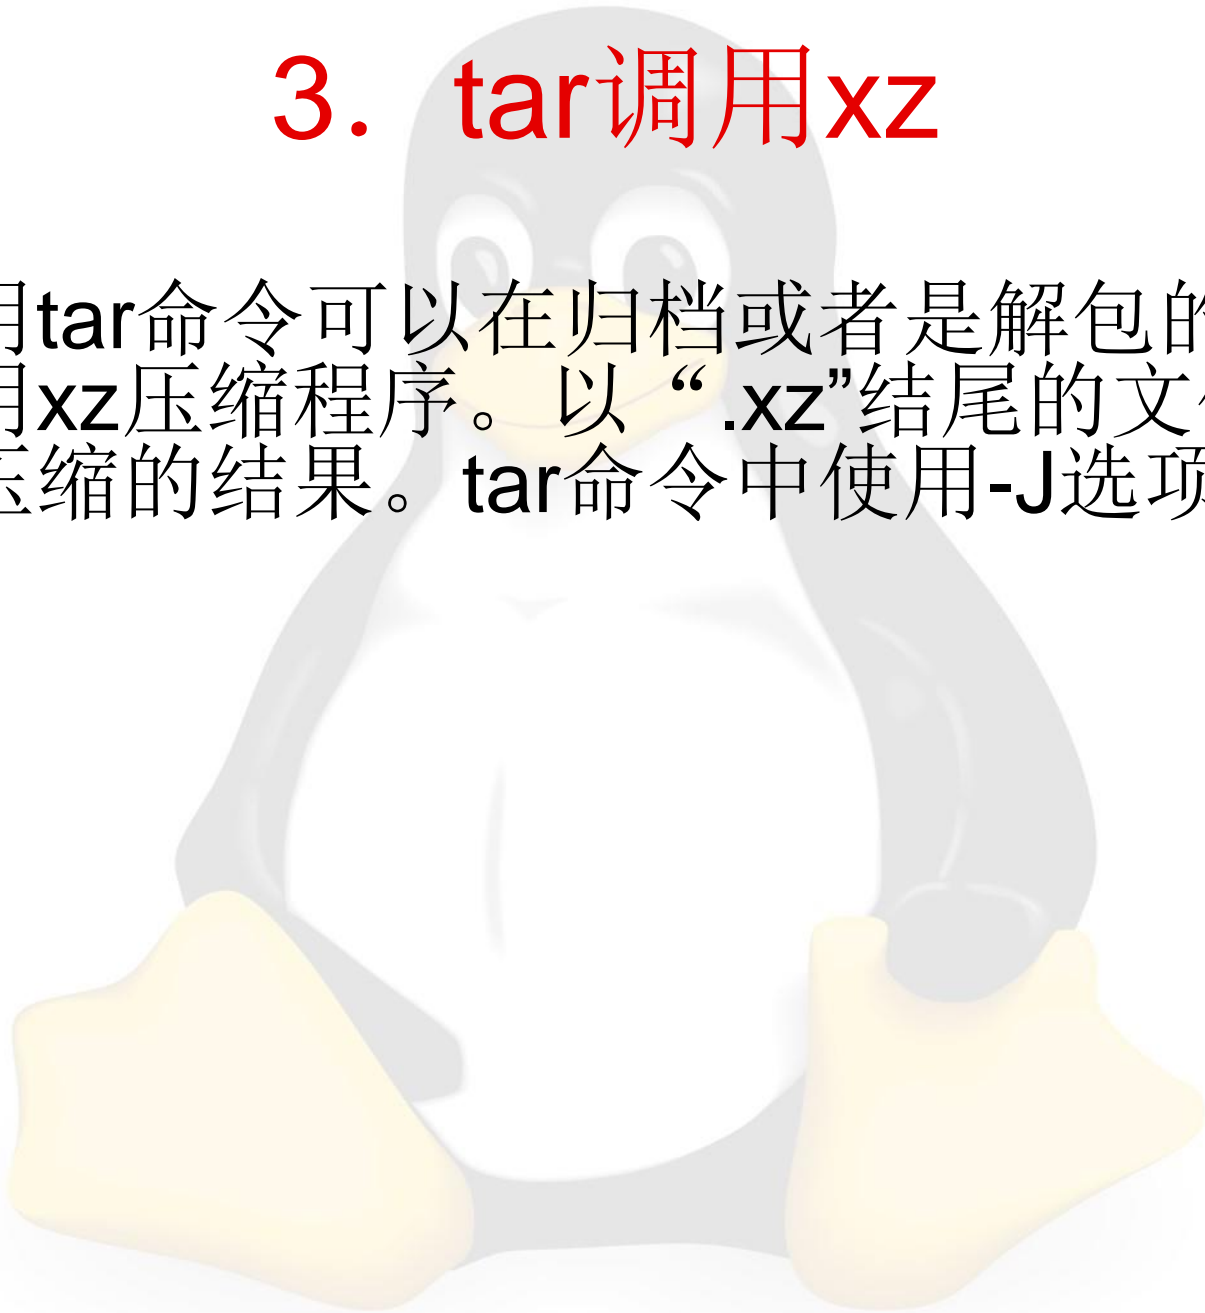 3．tar调用xz
用tar命令可以在归档或者是解包的
用xz压缩程序。以“.xz”结尾的文
压缩的结果。tar命令中使用-J选项